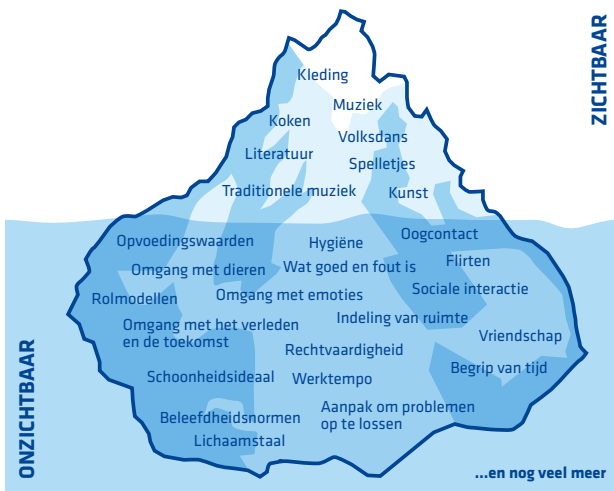 ZICHTBAAR
Kleding
Muziek
Koken
Volksdans
Literatuur
Spelletjes
Traditionele muziek
Kunst
Oogcontact
Opvoedingswaarden
Hygiëne
Flirten
Omgang met dieren
Wat goed en fout is
Sociale interactie
Rolmodellen
Omgang met emoties
Indeling van ruimte
Omgang met het verleden
en de toekomst
Vriendschap
Rechtvaardigheid
Begrip van tijd
Schoonheidsideaal
Werktempo
Aanpak om problemen
op te lossen
Beleefdheidsnormen
Lichaamstaal
ONZICHTBAAR
...en nog veel meer